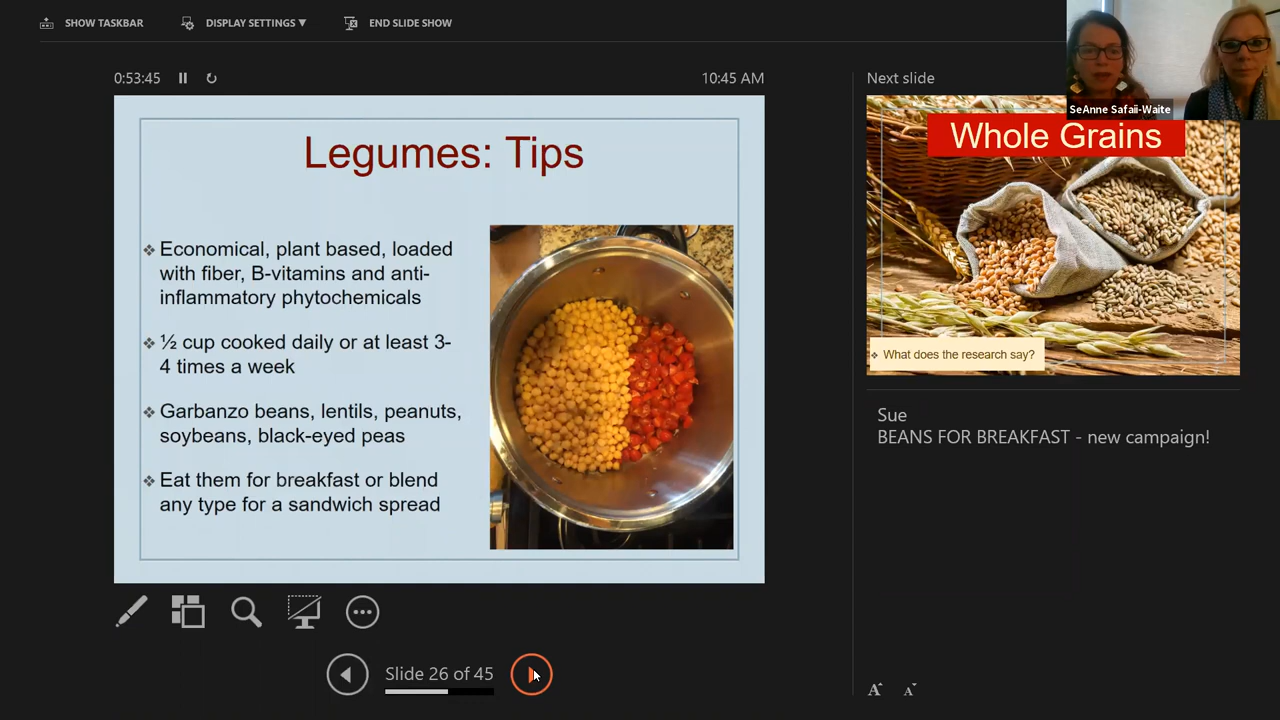 SHOW TASKBAR
DISPLAY SETTINGS ▼
END SLIDE SHOW
0:53:45
10:45 AM
Next slide
SeAnne Safaii-Waite
Legumes: Tips
❖ Economical, plant based, loaded
with fiber, B-vitamins and anti-
inflammatory phytochemicals
❖ ½ cup cooked daily or at least 3-
4 times a week
❖ Garbanzo beans, lentils, peanuts,
soybeans, black-eyed peas
❖ Eat them for breakfast or blend
any type for a sandwich spread
Whole Grains
❖ What does the research say?
Sue
BEANS FOR BREAKFAST - new campaign!
Slide 26 of 45
A A